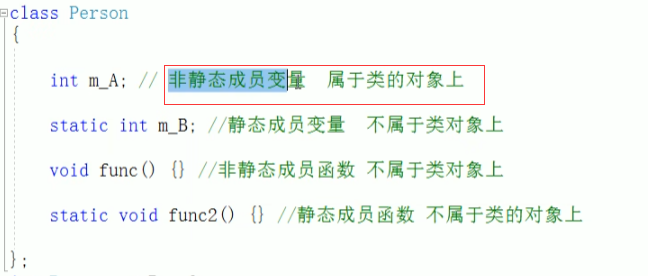 class Person
{
int m_A; // 非静态成员变量 属于类的对象上
static int m_B; //静态成员变量 不属于类对象上
void func() {} //非静态成员函数 不属于类对象上
static void func2() {} //静态成员函数 不属于类的对象上
};